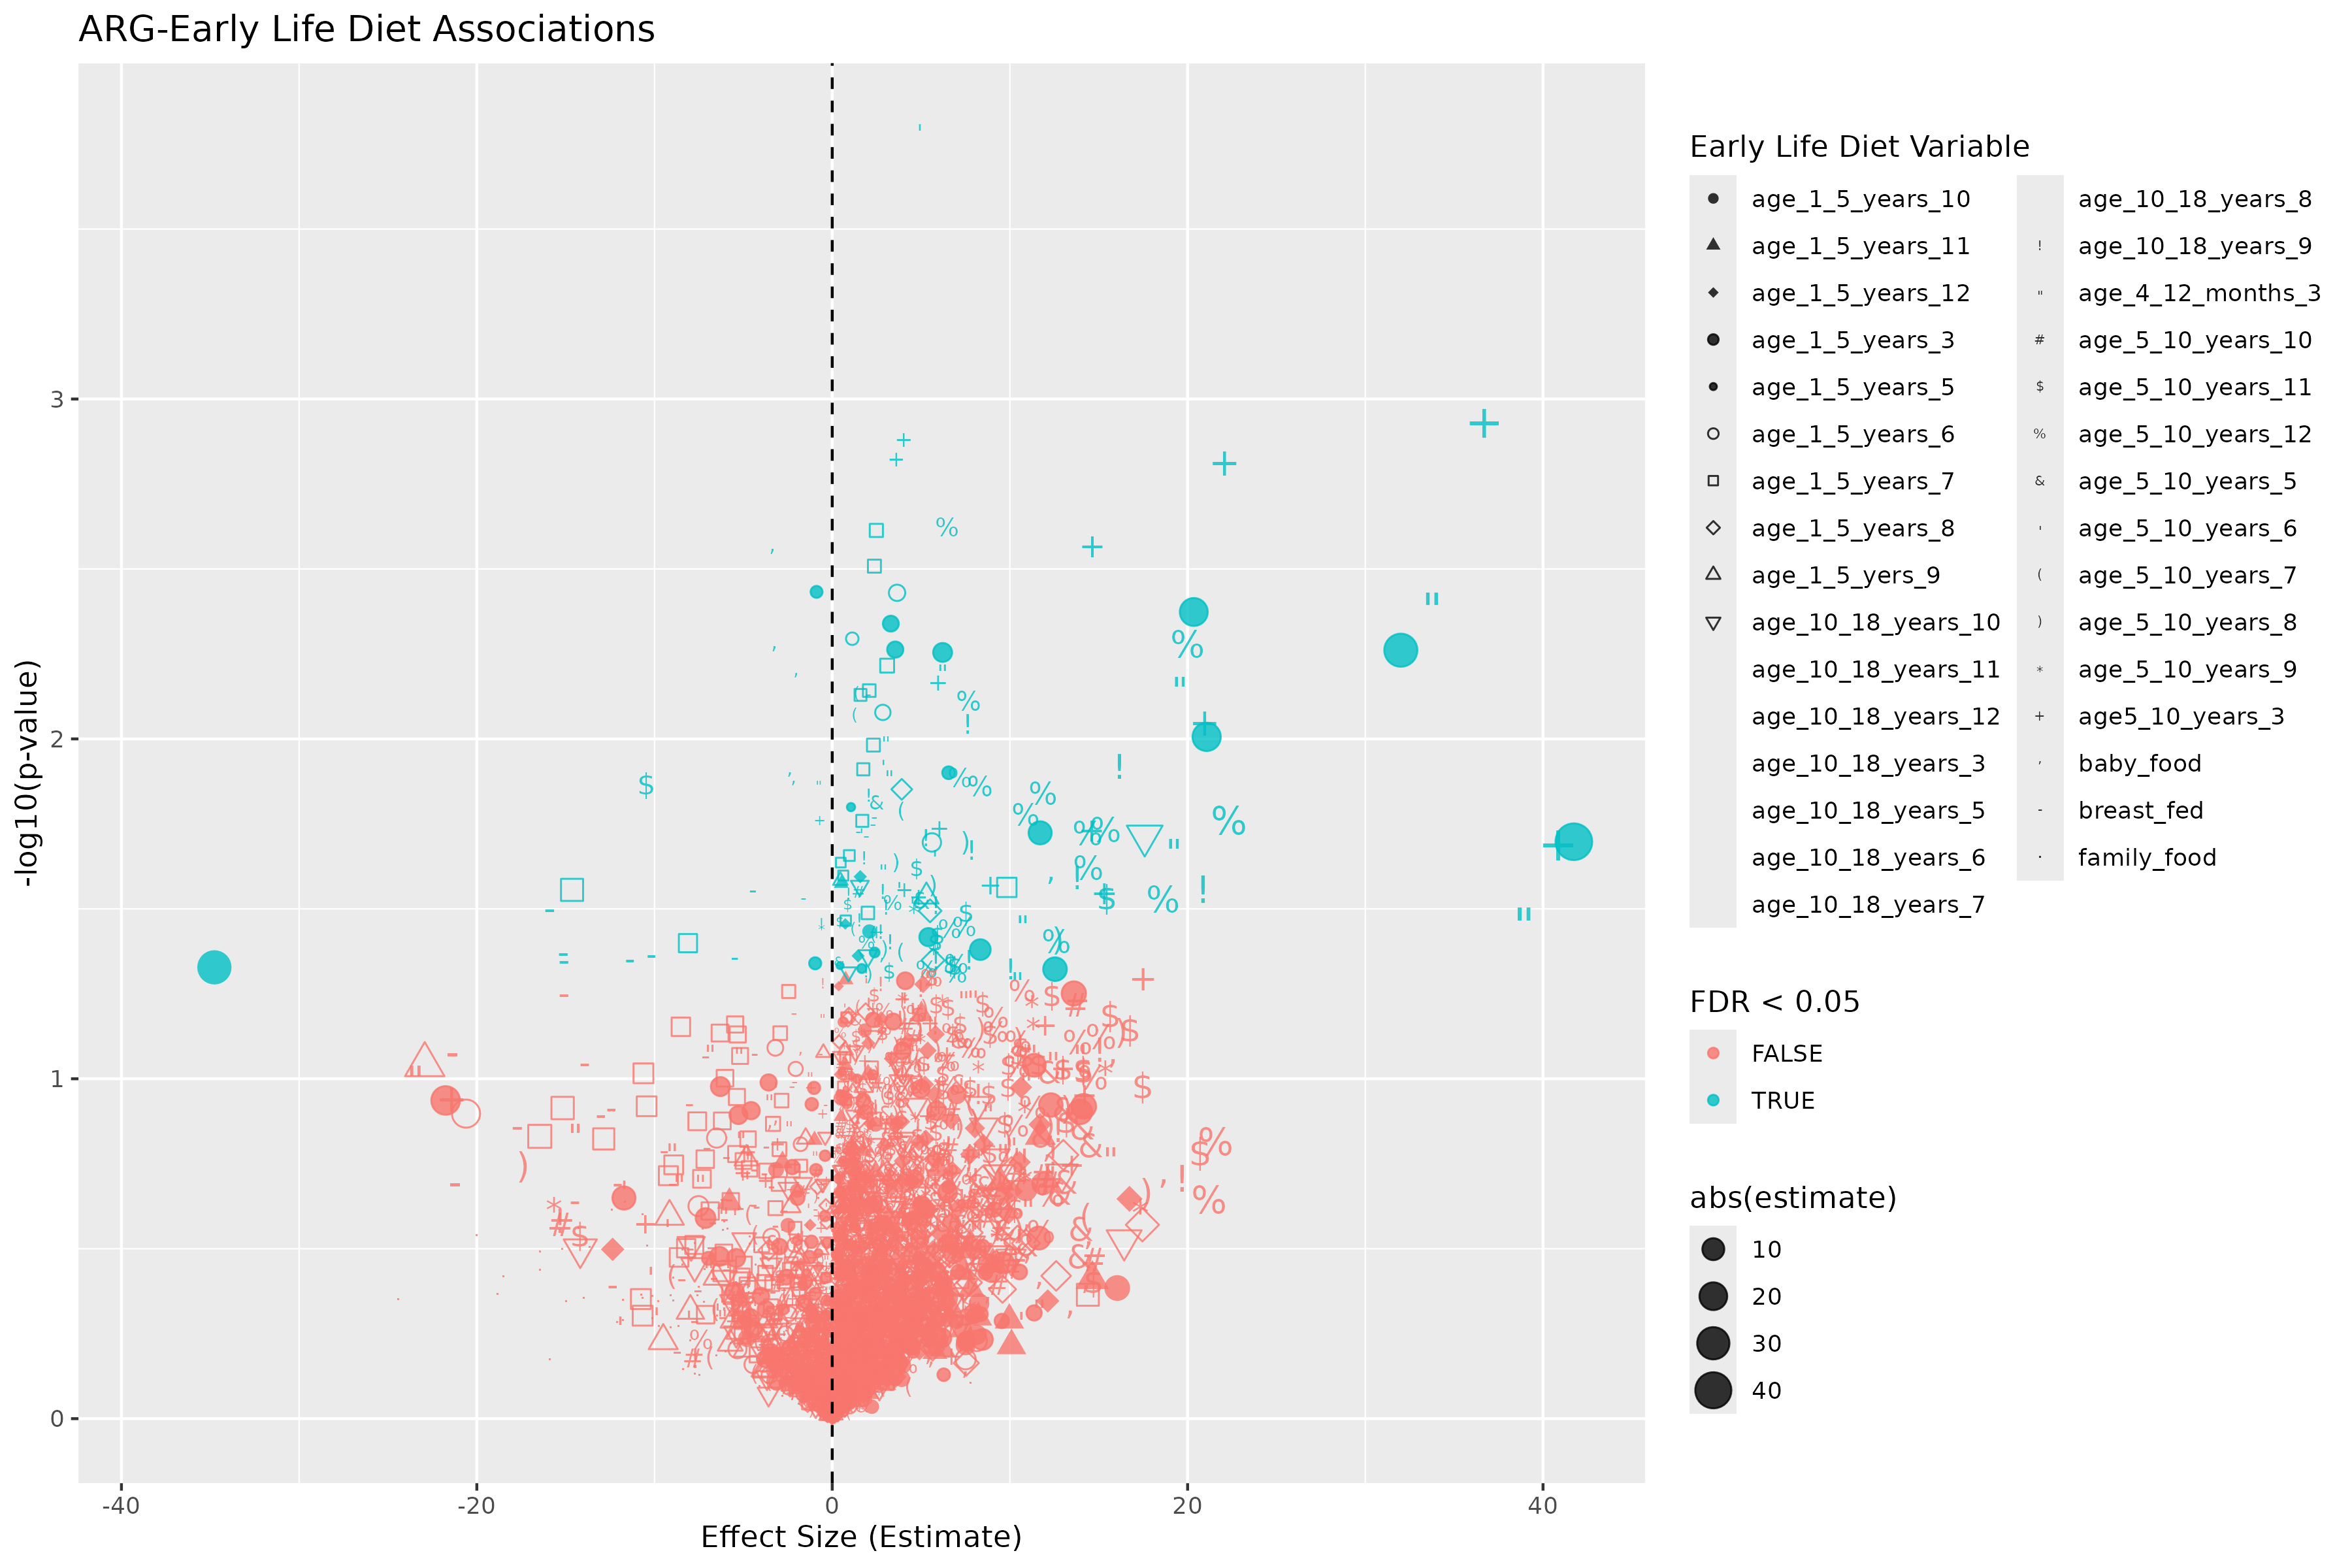 ARG-Early Life Diet Associations
-log10(p-value)
3
2
1
0
-40
-20
0
20
40
Effect Size (Estimate)
Early Life Diet Variable
age_1_5_years_10
age_1_5_years_11
age_1_5_years_12
age_1_5_years_3
age_1_5_years_5
age_1_5_years_6
age_1_5_years_7
age_1_5_years_8
age_1_5_yers_9
age_10_18_years_10
age_10_18_years_11
age_10_18_years_12
age_10_18_years_3
age_10_18_years_5
age_10_18_years_6
age_10_18_years_7
age_10_18_years_8
! age_10_18_years_9
" age_4_12_months_3
# age_5_10_years_10
$ age_5_10_years_11
% age_5_10_years_12
& age_5_10_years_5
' age_5_10_years_6
( age_5_10_years_7
) age_5_10_years_8
* age_5_10_years_9
+ age5_10_years_3
, baby_food
- breast_fed
. family_food
FDR < 0.05
FALSE
TRUE
abs(estimate)
10
20
30
40